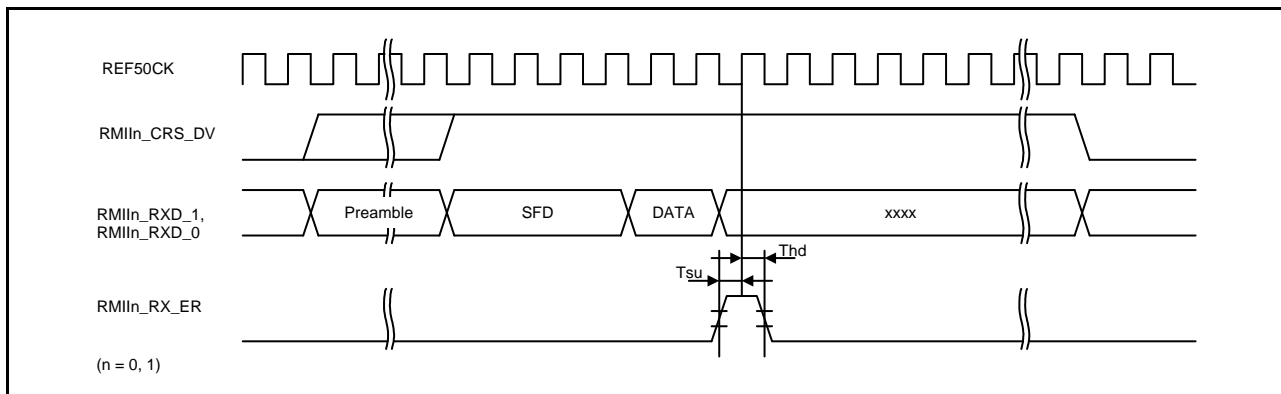 REF50CK
RMIIn_CRS_DV
RMIIn_RXD_1,
RMIIn_RXD_0
Preamble
SFD
DATA
xxxx
Thd
Tsu
RMIIn_RX_ER
(n = 0, 1)